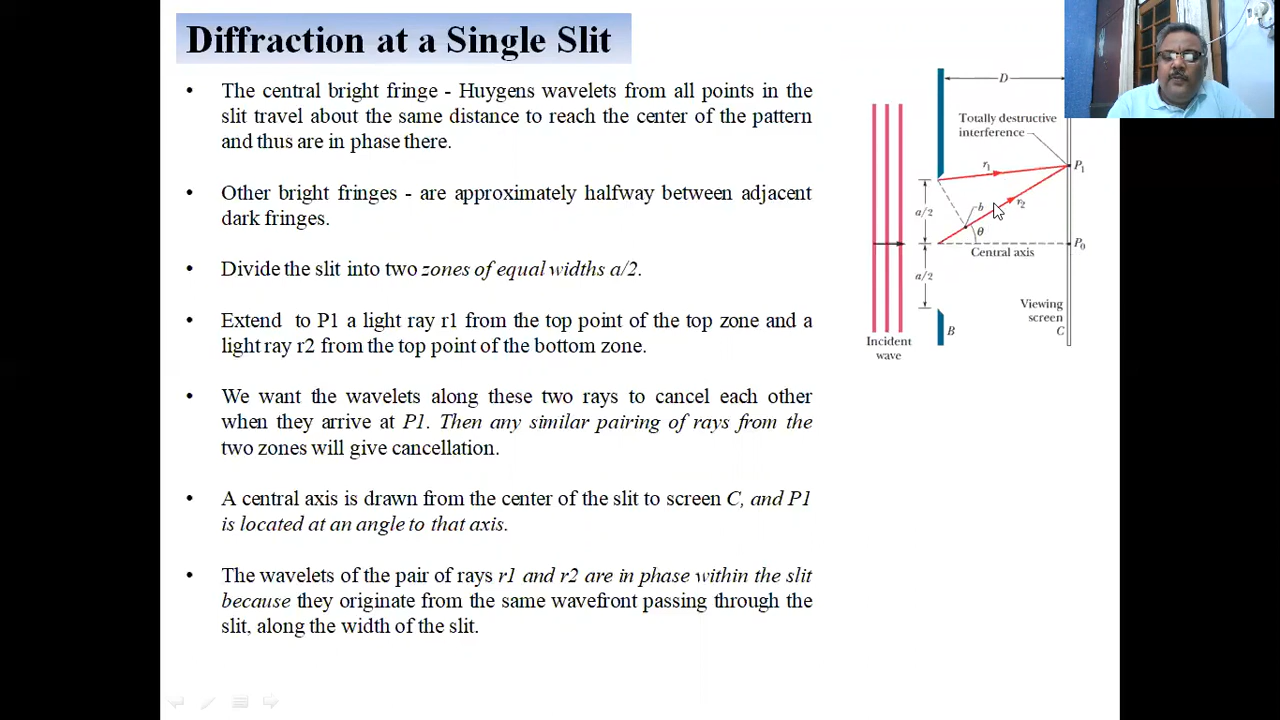 Diffraction at a Single Slit
• The central bright fringe - Huygens wavelets from all points in the
slit travel about the same distance to reach the center of the pattern
and thus are in phase there.
• Other bright fringes - are approximately halfway between adjacent
dark fringes.
• Divide the slit into two zones of equal widths a/2.
• Extend to P1 a light ray r1 from the top point of the top zone and a
light ray r2 from the top point of the bottom zone.
• We want the wavelets along these two rays to cancel each other
when they arrive at P1. Then any similar pairing of rays from the
two zones will give cancellation.
• A central axis is drawn from the center of the slit to screen C, and P1
is located at an angle to that axis.
• The wavelets of the pair of rays r1 and r2 are in phase within the slit
because they originate from the same wavefront passing through the
slit, along the width of the slit.
D
Totally destructive
interference
r1
P1
a/2
b
r2
θ
P0
Central axis
a/2
Viewing
screen
B
C
Incident
wave